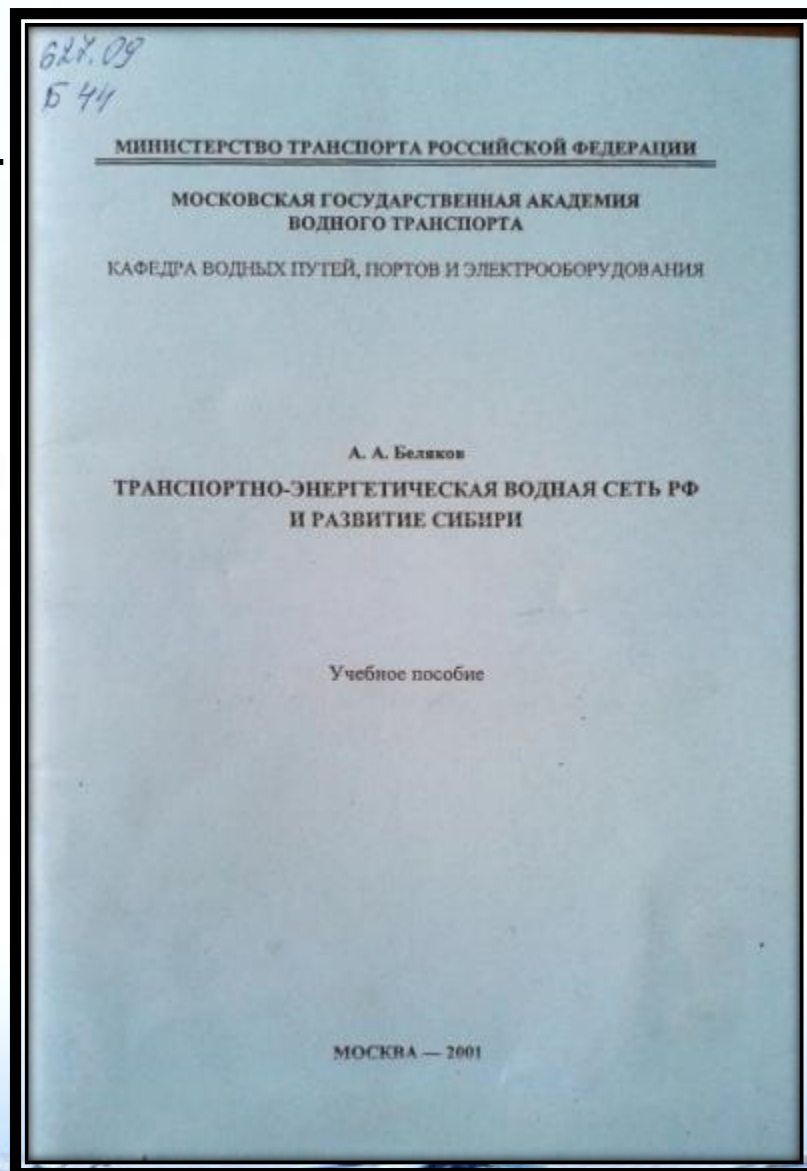 627.09
Б 44
МИНИСТЕРСТВО ТРАНСПОРТА РОССИЙСКОЙ ФЕДЕРАЦИИ
МОСКОВСКАЯ ГОСУДАРСТВЕННАЯ АКАДЕМИЯ
ВОДНОГО ТРАНСПОРТА
КАФЕДРА ВОДНЫХ ПУТЕЙ, ПОРТОВ И ЭЛЕКТРООБОРУДОВАНИЯ
А. А. Беляков
ТРАНСПОРТНО-ЭНЕРГЕТИЧЕСКАЯ ВОДНАЯ СЕТЬ РФ
И РАЗВИТИЕ СИБИРИ
Учебное пособие
МОСКВА — 2001